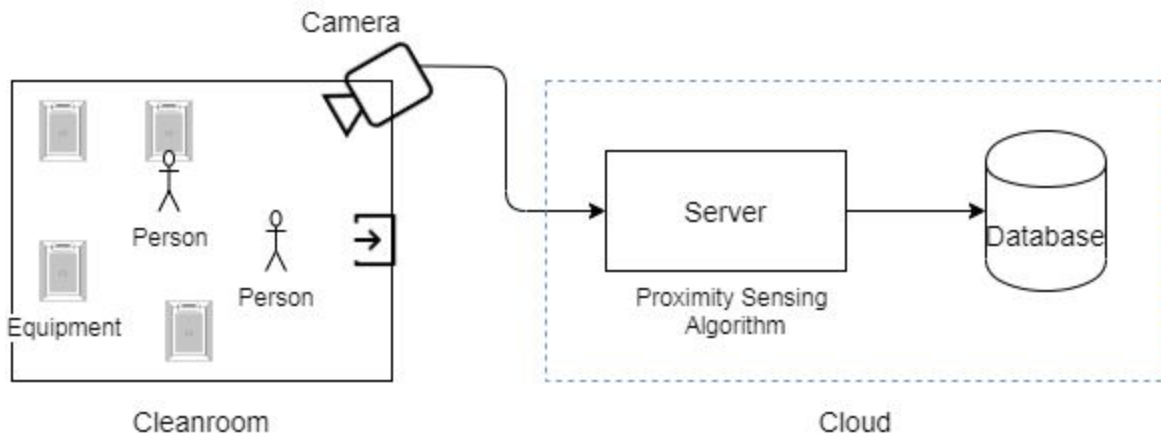 Camera
Person
Person
Equipment
Cleanroom
Server
Proximity Sensing
Algorithm
Database
Cloud